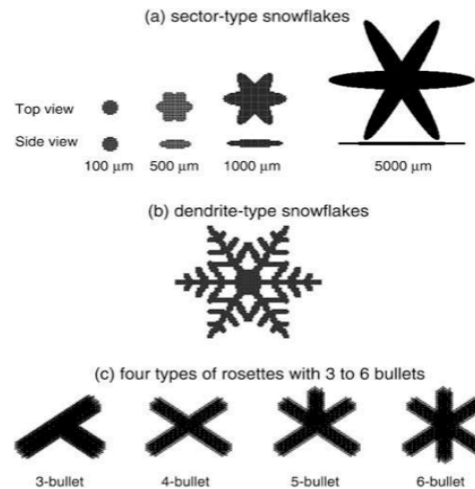 (a) sector-type snowflakes
Top view
Side view
100 μm 500 μm 1000 μm 5000 μm
(b) dendrite-type snowflakes
(c) four types of rosettes with 3 to 6 bullets
3-bullet 4-bullet 5-bullet 6-bullet